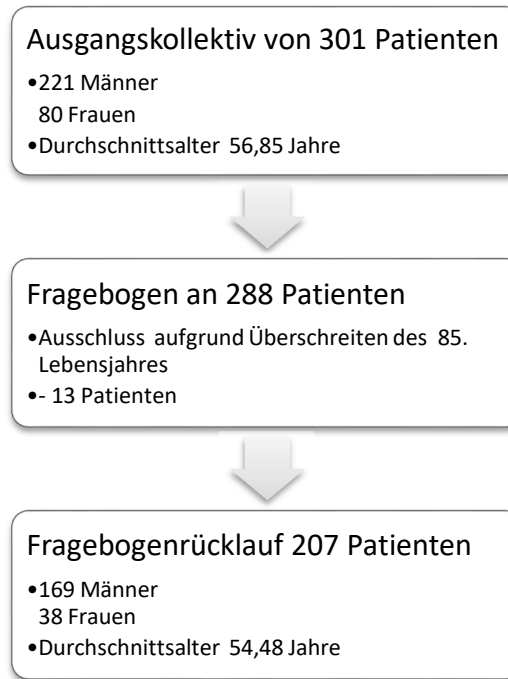 Ausgangskollektiv von 301 Patienten
•221 Männer
80 Frauen
•Durchschnittsalter 56,85 Jahre
Fragebogen an 288 Patienten
•Ausschluss aufgrund Überschreiten des 85.
Lebensjahres
•- 13 Patienten
Fragebogenrücklauf 207 Patienten
•169 Männer
38 Frauen
•Durchschnittsalter 54,48 Jahre